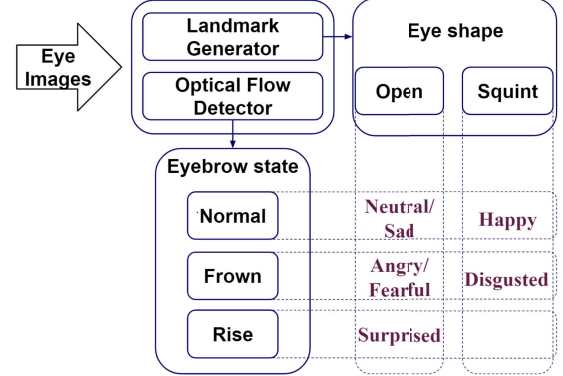 Eye
Images
Landmark
Generator
Optical Flow
Detector
Eye shape
Open
Squint
Eyebrow state
Normal
Neutral/
Sad
Happy
Frown
Angry/
Fearful
Disgusted
Rise
Surprised